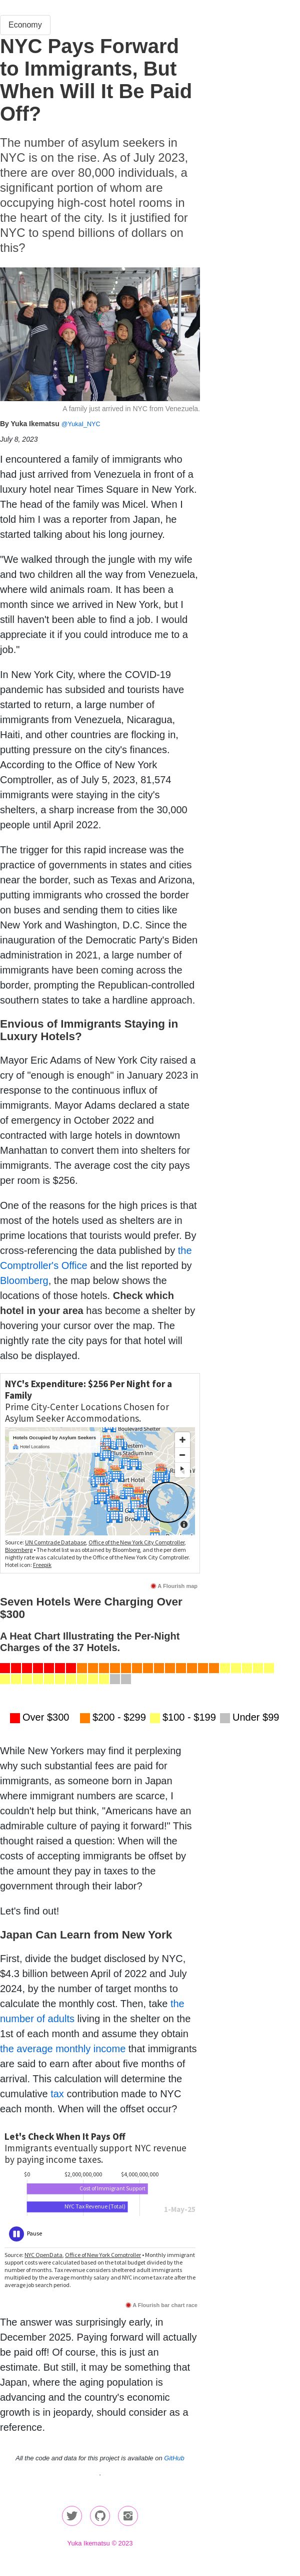 Economy
NYC Pays Forward
to Immigrants, But
When Will It Be Paid
Off?
The number of asylum seekers in
NYC is on the rise. As of July 2023,
there are over 80,000 individuals, a
significant portion of whom are
occupying high-cost hotel rooms in
the heart of the city. Is it justified for
NYC to spend billions of dollars on
this?
A family just arrived in NYC from Venezuela.
By Yuka Ikematsu @YukaI_NYC
July 8, 2023
I encountered a family of immigrants who
had just arrived from Venezuela in front of a
luxury hotel near Times Square in New York.
The head of the family was Micel. When I
told him I was a reporter from Japan, he
started talking about his long journey.
"We walked through the jungle with my wife
and two children all the way from Venezuela,
where wild animals roam. It has been a
month since we arrived in New York, but I
still haven't been able to find a job. I would
appreciate it if you could introduce me to a
job."
In New York City, where the COVID-19
pandemic has subsided and tourists have
started to return, a large number of
immigrants from Venezuela, Nicaragua,
Haiti, and other countries are flocking in,
putting pressure on the city's finances.
According to the Office of New York
Comptroller, as of July 5, 2023, 81,574
immigrants were staying in the city's
shelters, a sharp increase from the 30,000
people until April 2022.
The trigger for this rapid increase was the
practice of governments in states and cities
near the border, such as Texas and Arizona,
putting immigrants who crossed the border
on buses and sending them to cities like
New York and Washington, D.C. Since the
inauguration of the Democratic Party's Biden
administration in 2021, a large number of
immigrants have been coming across the
border, prompting the Republican-controlled
southern states to take a hardline approach.
Envious of Immigrants Staying in
Luxury Hotels?
Mayor Eric Adams of New York City raised a
cry of "enough is enough" in January 2023 in
response to the continuous influx of
immigrants. Mayor Adams declared a state
of emergency in October 2022 and
contracted with large hotels in downtown
Manhattan to convert them into shelters for
immigrants. The average cost the city pays
per room is $256.
One of the reasons for the high prices is that
most of the hotels used as shelters are in
prime locations that tourists would prefer. By
cross-referencing the data published by the
Comptroller's Office and the list reported by
Bloomberg, the map below shows the
locations of those hotels. Check which
hotel in your area has become a shelter by
hovering your cursor over the map. The
nightly rate the city pays for that hotel will
also be displayed.
NYC's Expenditure: $256 Per Night for a
Family
Prime City-Center Locations Chosen for
Asylum Seeker Accommodations.
Hotels Occupied by Asylum Seekers
Hotel Locations
Source: UN Comtrade Database, Office of the New York City Comptroller,
Bloomberg • The hotel list was obtained by Bloomberg, and the per diem
nightly rate was calculated by the Office of the New York City Comptroller.
Hotel icon: Freepik
A Flourish map
Seven Hotels Were Charging Over
$300
A Heat Chart Illustrating the Per-Night
Charges of the 37 Hotels.
Over $300 $200 - $299 $100 - $199 Under $99
While New Yorkers may find it perplexing
why such substantial fees are paid for
immigrants, as someone born in Japan
where immigrant numbers are scarce, I
couldn't help but think, "Americans have an
admirable culture of paying it forward!" This
thought raised a question: When will the
costs of accepting immigrants be offset by
the amount they pay in taxes to the
government through their labor?
Let's find out!
Japan Can Learn from New York
First, divide the budget disclosed by NYC,
$4.3 billion between April of 2022 and July
2024, by the number of target months to
calculate the monthly cost. Then, take the
number of adults living in the shelter on the
1st of each month and assume they obtain
the average monthly income that immigrants
are said to earn after about five months of
arrival. This calculation will determine the
cumulative tax contribution made to NYC
each month. When will the offset occur?
Let's Check When It Pays Off
Immigrants eventually support NYC revenue
by paying income taxes.
$0 $2,000,000,000 $4,000,000,000
Cost of Immigrant Support
NYC Tax Revenue (Total)
1-May-25
Pause
Source: NYC OpenData, Office of New York Comptroller • Monthly immigrant
support costs were calculated based on the total budget divided by the
number of months. Tax revenue considers sheltered adult immigrants
multiplied by the average monthly salary and NYC income tax rate after the
average job search period.
A Flourish bar chart race
The answer was surprisingly early, in
December 2025. Paying forward will actually
be paid off! Of course, this is just an
estimate. But still, it may be something that
Japan, where the aging population is
advancing and the country's economic
growth is in jeopardy, should consider as a
reference.
All the code and data for this project is available on GitHub
.
Yuka Ikematsu © 2023